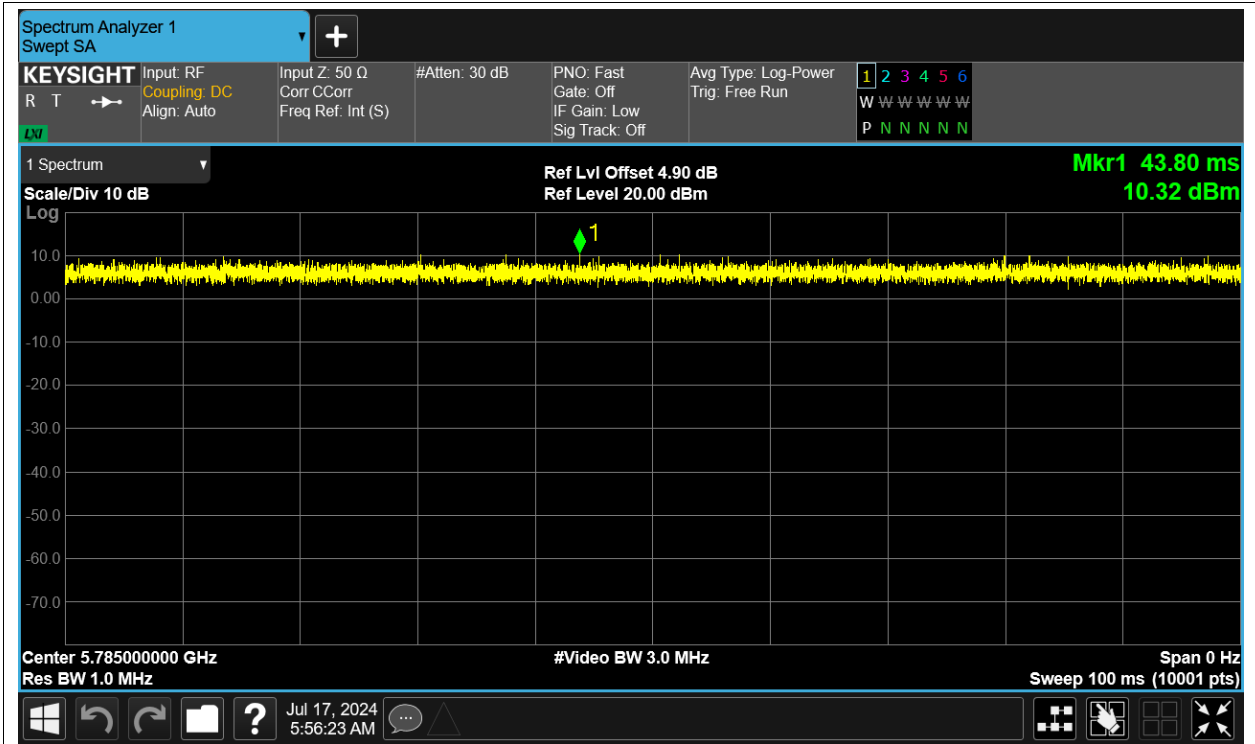 Spectrum Analyzer 1
Swept SA
KEYSIGHT
R T
LXI
Input: RF
Coupling: DC
Align: Auto
Input Z: 50 Ω
Corr CCorr
Freq Ref: Int (S)
#Atten: 30 dB
PNO: Fast
Gate: Off
IF Gain: Low
Sig Track: Off
Avg Type: Log-Power
Trig: Free Run
1 2 3 4 5 6
W W W W W W
P N N N N N
1 Spectrum
Scale/Div 10 dB
Ref Lvl Offset 4.90 dB
Ref Level 20.00 dBm
Mkr1 43.80 ms
10.32 dBm
Log
1
10.0
0.00
-10.0
-20.0
-30.0
-40.0
-50.0
-60.0
-70.0
Center 5.785000000 GHz
#Video BW 3.0 MHz
Span 0 Hz
Res BW 1.0 MHz
Sweep 100 ms (10001 pts)
?
Jul 17, 2024
5:56:23 AM